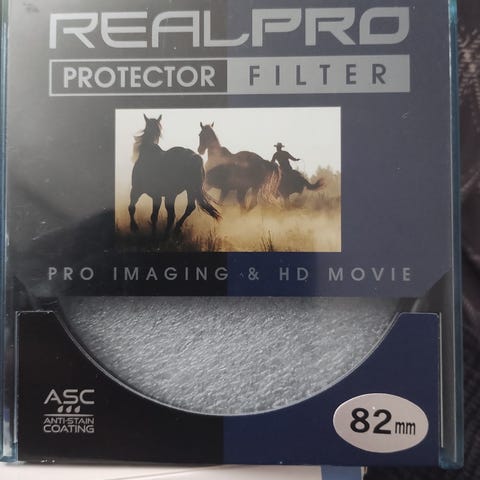 REALPRO
PROTECTOR FILTER
PRO IMAGING & HD MOVIE
ASC
ANTI-STAIN
COATING
82mm